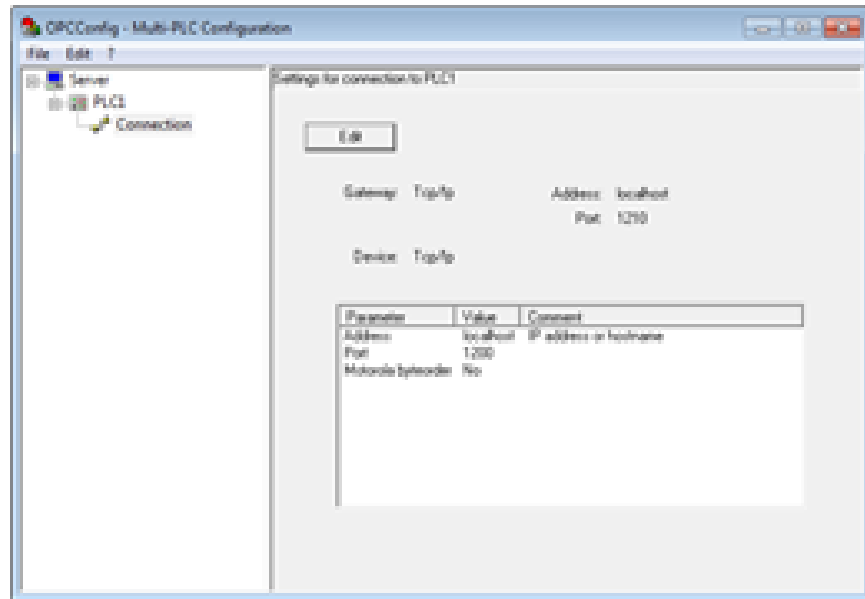 OPCConfig - Multi-PLC Configuration
File Edit ?
Server
PLC1
Connection
Settings for connection to PLC1
Edit
Gateway: Tcp/Ip Address: localhost
Port: 1210
Device: Tcp/Ip
Parameter Value Comment
Address localhost IP address or hostname
Port 1200
Motorola byteorder No